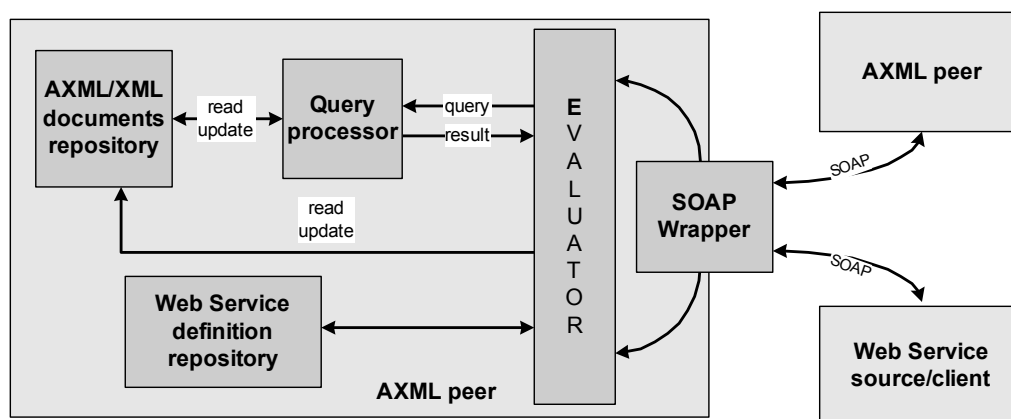 AXML/XML
documents
repository
read
update
Query
processor
query
result
E
V
A
L
U
A
T
O
R
SOAP
Wrapper
SOAP
AXML peer
read
update
Web Service
definition
repository
AXML peer
SOAP
Web Service
source/client